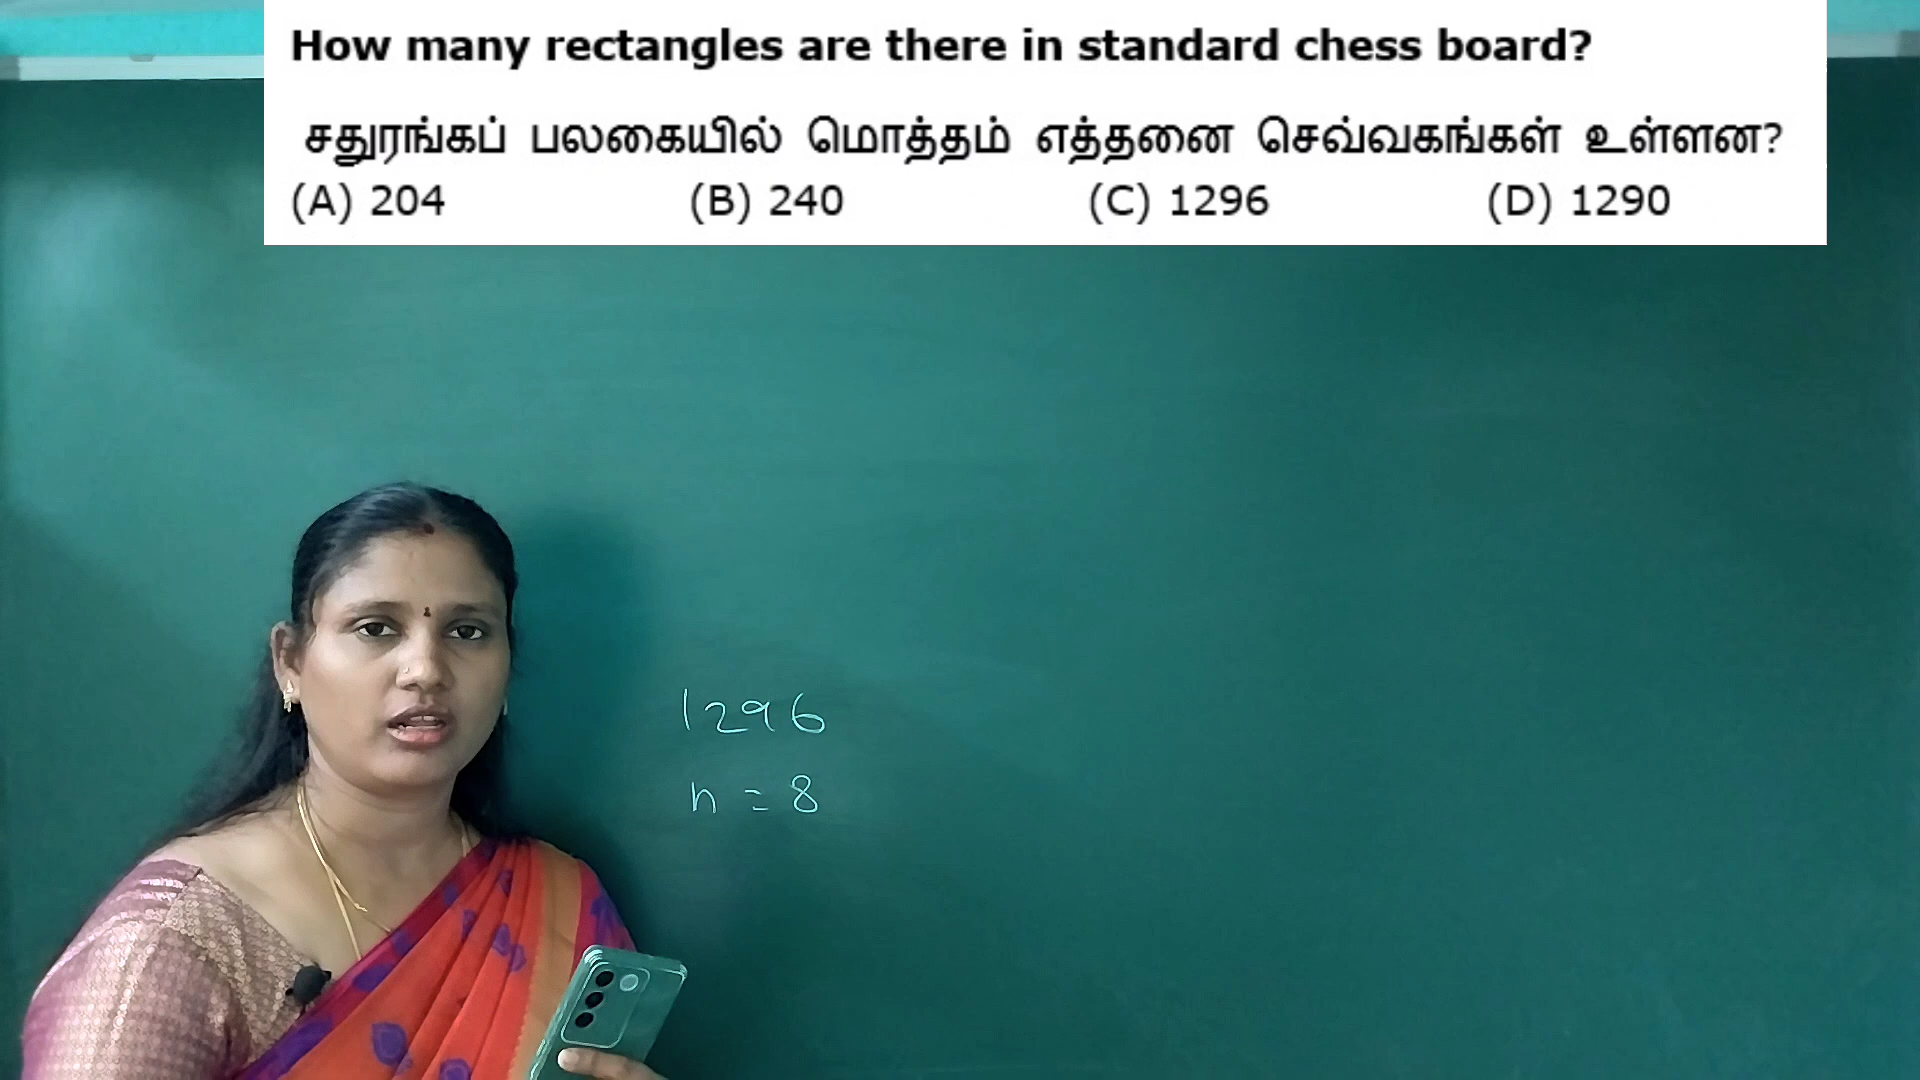 How many rectangles are there in standard chess board?
சதுரங்கப் பலகையில் மொத்தம் எத்தனை செவ்வகங்கள் உள்ளன?
(A) 204 (B) 240 (C) 1296 (D) 1290
1296
n = 8